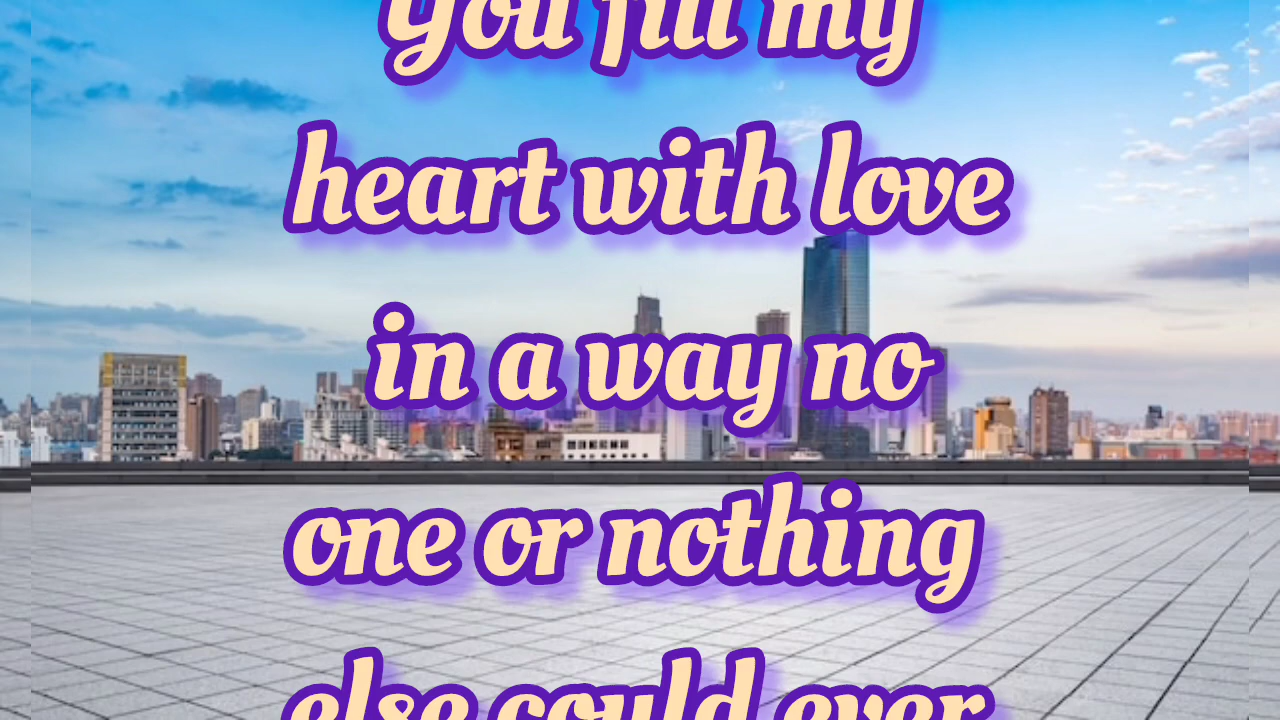 You fill my
heart with love
in a way no
one or nothing
else could ever